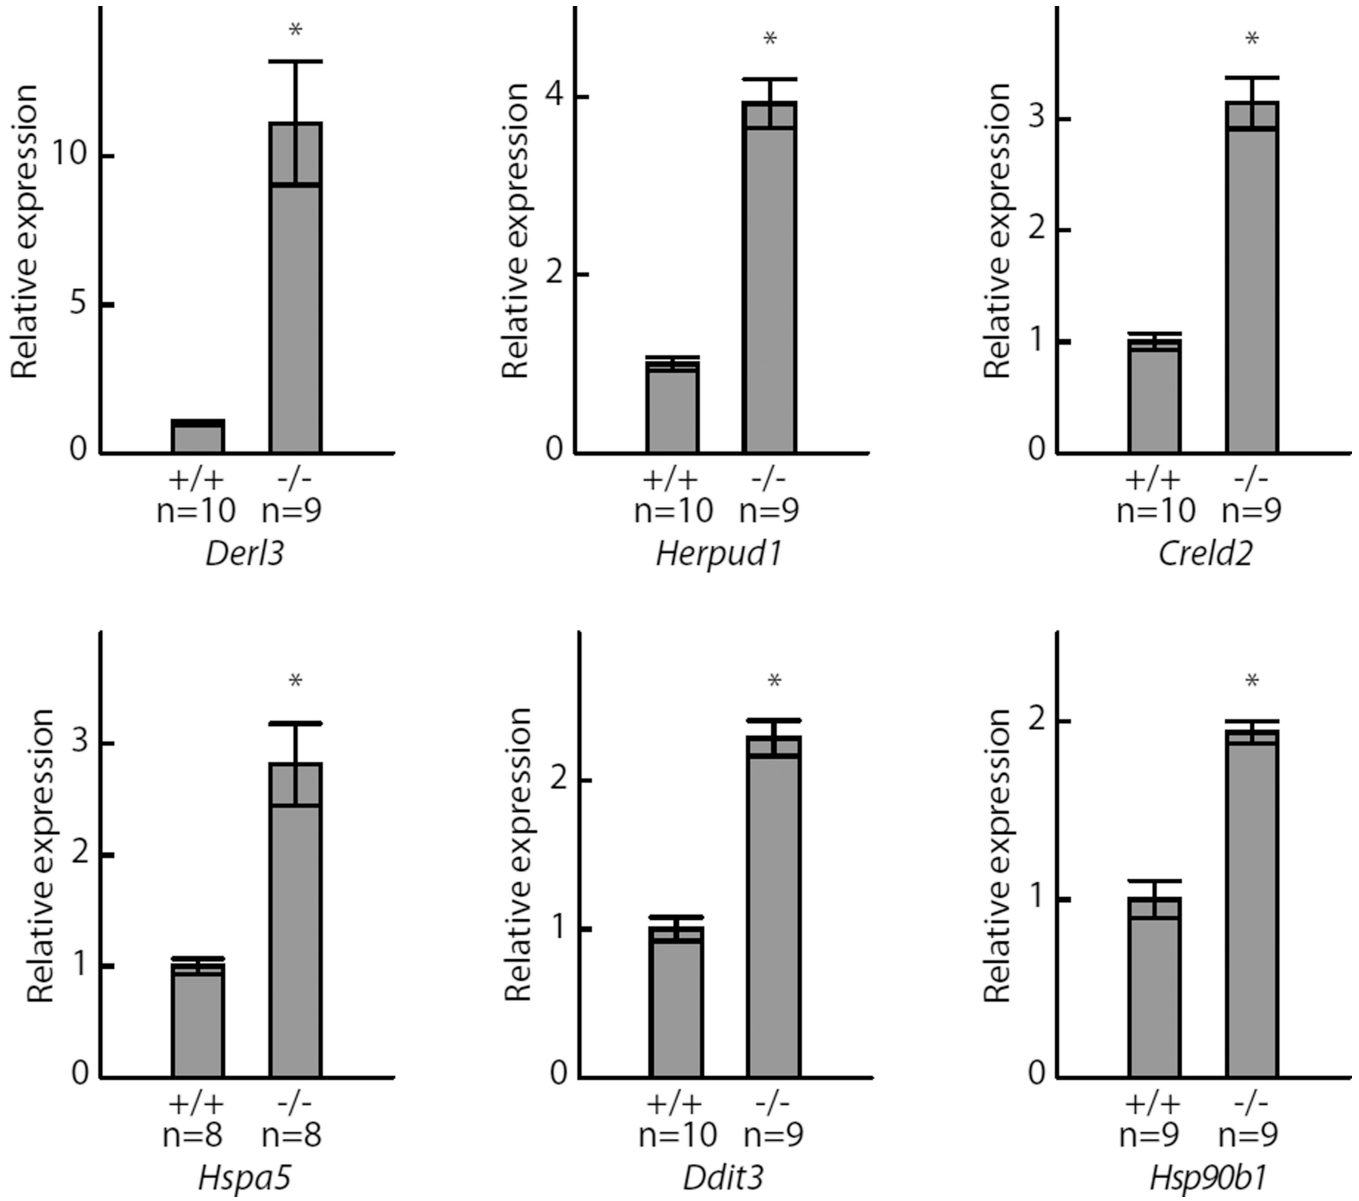 Relative expression
10
5
0
*
+/+ -/-
n=10 n=9
Derl3
Relative expression
4
2
0
*
+/+ -/-
n=10 n=9
Herpud1
Relative expression
3
2
1
0
*
+/+ -/-
n=10 n=9
Creld2
Relative expression
3
2
1
0
*
+/+ -/-
n=8 n=8
Hspa5
Relative expression
2
1
0
*
+/+ -/-
n=10 n=9
Ddit3
Relative expression
2
1
0
*
+/+ -/-
n=9 n=9
Hsp90b1